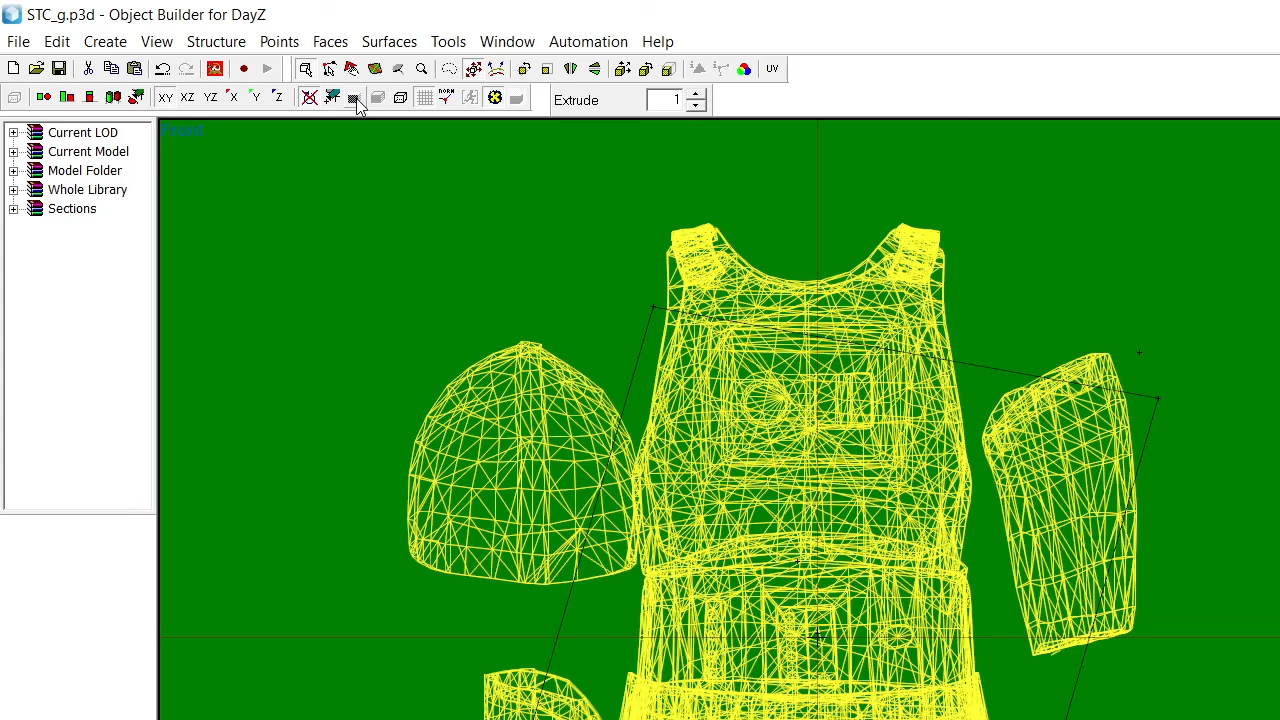 STC_g.p3d - Object Builder for DayZ
File Edit Create View Structure Points Faces Surfaces Tools Window Automation Help
UV
XY XZ YZ X Y Z NORM Extrude 1
Current LOD
Current Model
Model Folder
Whole Library
Sections
Front